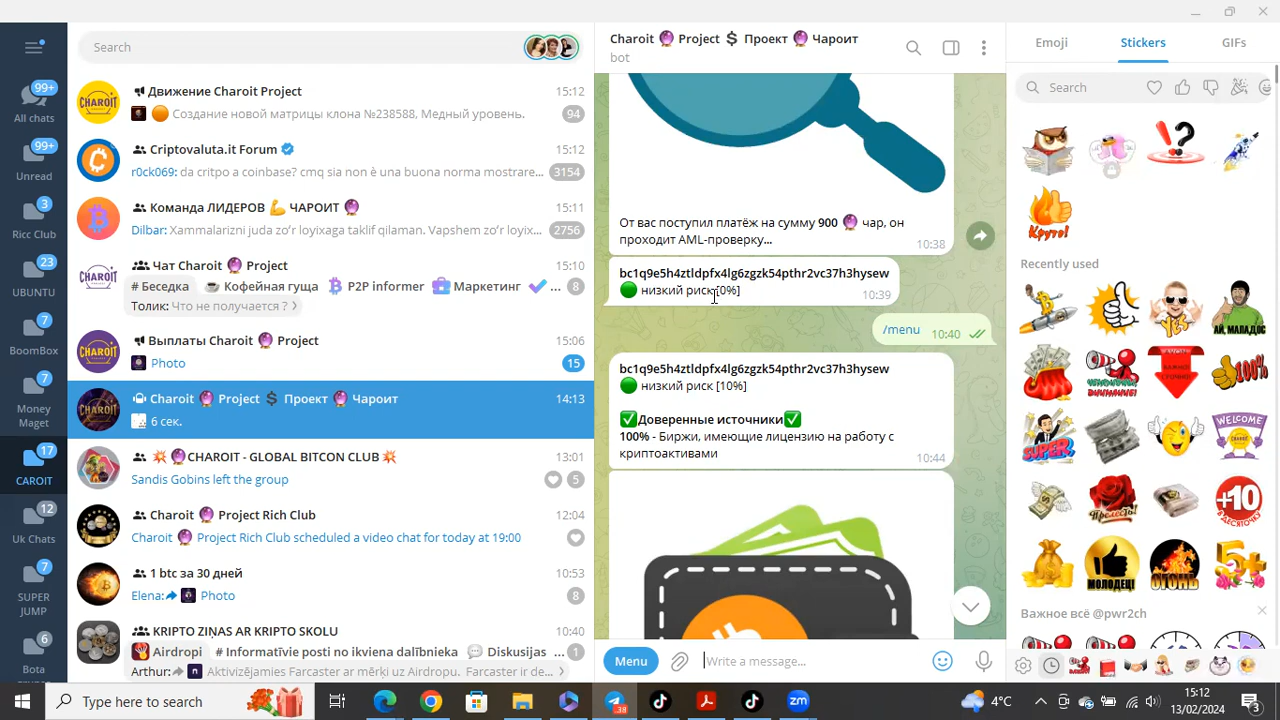 Search
99+
All chats
99+
Unread
3
Ricc Club
23
UBUNTU
7
BoomBox
7
Money
Maget
17
CAROIT
12
Uk Chats
7
SUPER
JUMP
6
Bota
Движение Charoit Project 15:12
Создание новой матрицы клона №238588, Медный уровень. 94
Criptovaluta.it Forum 15:12
r0ck069: da critpo a coinbase? cmq sia non è una buona norma mostrare... 3154
Команда ЛИДЕРОВ 💪 ЧАРОИТ 🔮 15:11
Dilbar: Xammalarizni juda zo‘r loyixaga taklif qilaman. Vapshem zo‘r loyix... 2756
Чат Charoit 🔮 Project 15:10
# Беседка ☕ Кофейная гуща P2P informer Маркетинг ... 8
Толик: Что не получается ? >
Выплаты Charoit 🔮 Project 15:06
Photo 15
Charoit 🔮 Project $ Проект 🔮 Чароит 14:13
6 сек.
💥 🔮CHAROIT - GLOBAL BITCON CLUB 💥 13:01
Sandis Gobins left the group 5
Charoit 🔮 Project Rich Club 12:04
Charoit 🔮 Project Rich Club scheduled a video chat for today at 19:00
1 btc за 30 дней 10:53
Elena: Photo 8
KRIPTO ZIŅAS AR KRIPTO SKOLU 10:40
Airdropi # Informatīvie posti no ikviena dalībnieka Diskusijas ... 1
Arthur: Aktivizējamies Farcaster ar mērķi uz Airdropu. Farcaster ir de... >
Charoit 🔮 Project $ Проект 🔮 Чароит
bot
От вас поступил платёж на сумму 900 🔮 чар, он
проходит AML-проверку...
10:38
bc1q9e5h4ztldpfx4lg6zgzk54pthr2vc37h3hysew
низкий риск [0%]
10:39
/menu 10:40
bc1q9e5h4ztldpfx4lg6zgzk54pthr2vc37h3hysew
низкий риск [10%]
✅Доверенные источники✅
100% - Биржи, имеющие лицензию на работу с
криптоактивами
10:44
Menu
Write a message...
Emoji Stickers GIFs
Search
Круто!
Recently used
YES
АЙ, МАЛАДОС
100%
SUPER
WELCOME
Прелесть!
+10
В ДЕСЯТОЧКУ
МОЛОДЕЦ!
ОГОНЬ
5+
Важное всё @pwr2ch
Type here to search
38
zm
4°C
15:12
13/02/2024
3